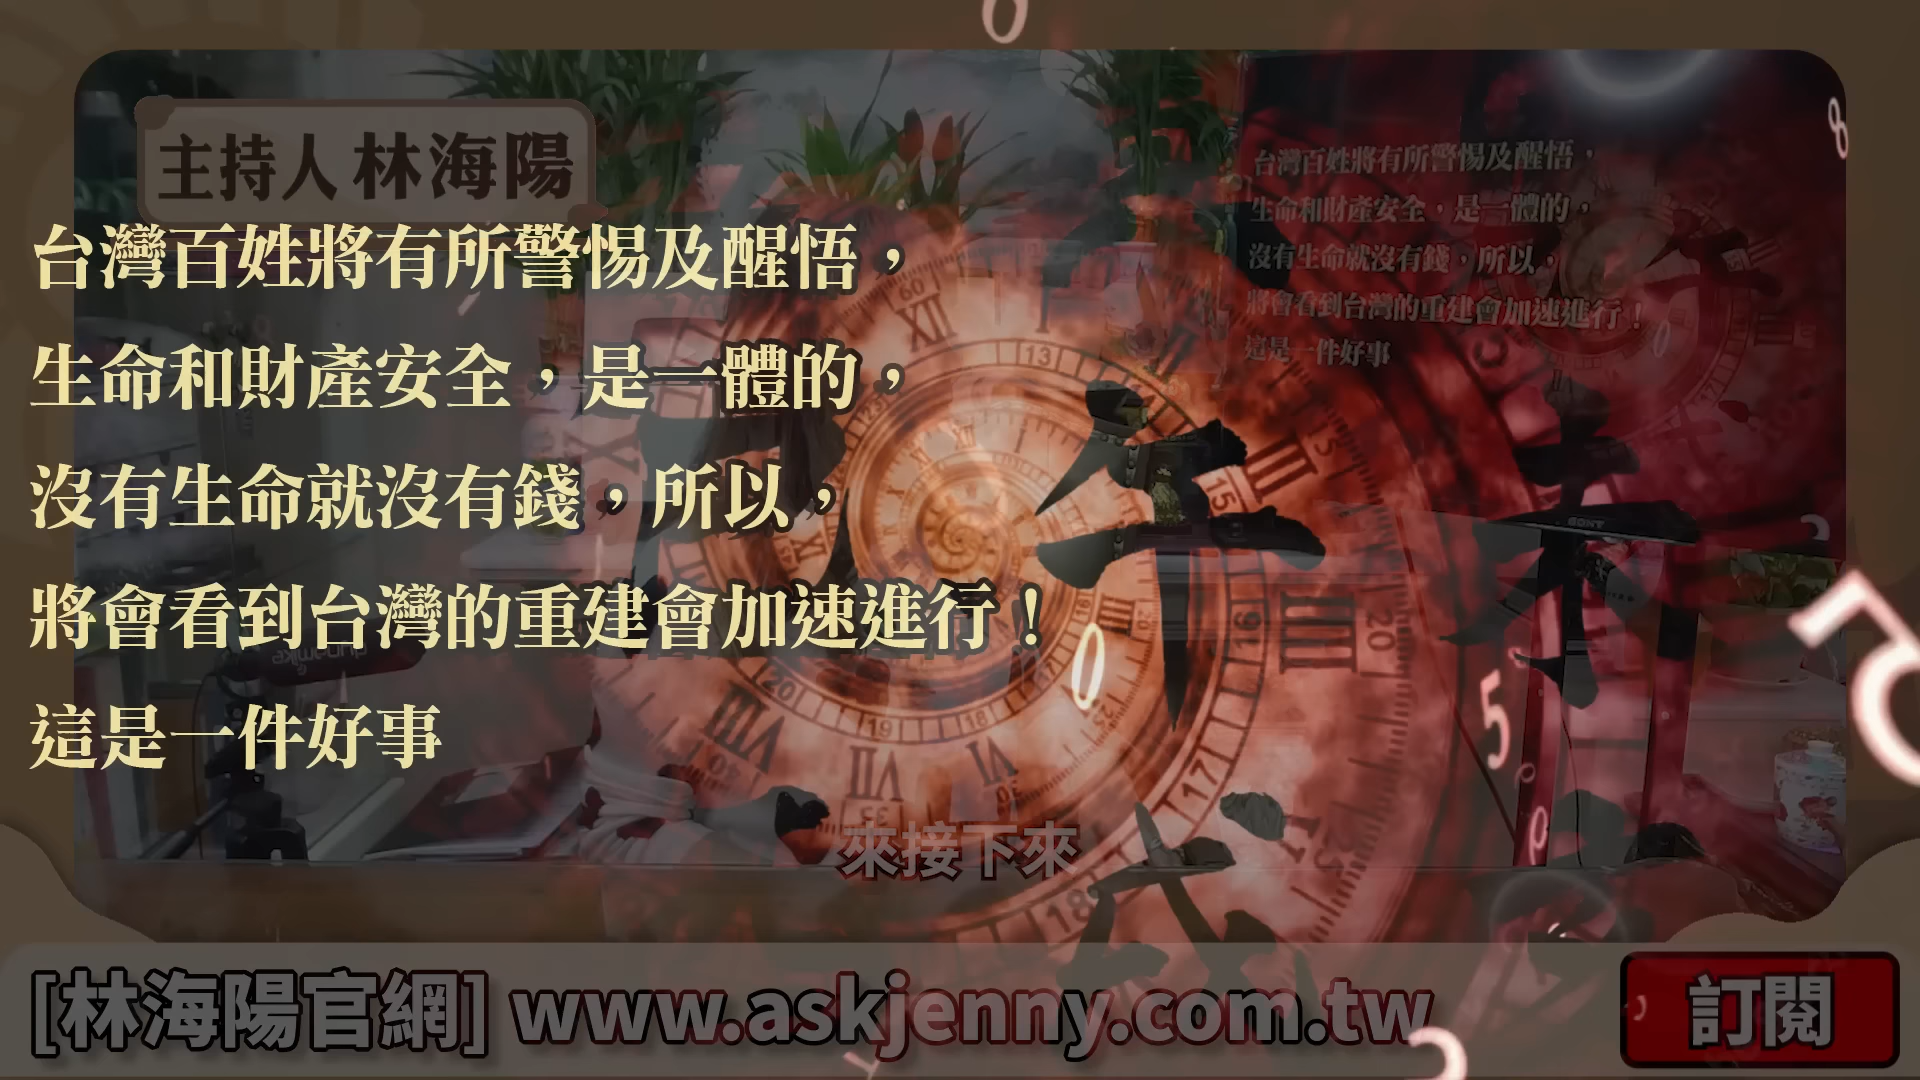 主持人 林海陽
台灣百姓將有所警惕及醒悟，
生命和財產安全，是一體的，
沒有生命就沒有錢，所以，
將會看到台灣的重建會加速進行！
這是一件好事
台灣百姓將有所警惕及醒悟，
生命和財產安全，是一體的，
沒有生命就沒有錢，所以，
將會看到台灣的重建會加速進行！
這是一件好事
SONY
來接下來
[林海陽官網] www.askjenny.com.tw
訂閱